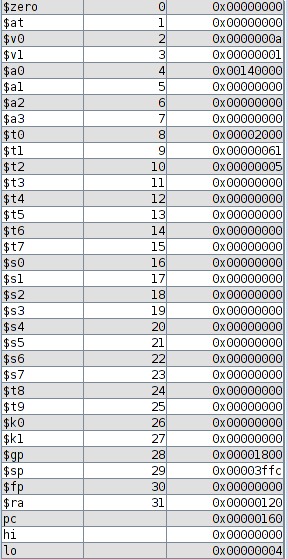 $zero 0 0x00000000
$at 1 0x00000000
$v0 2 0x0000000a
$v1 3 0x00000001
$a0 4 0x00140000
$a1 5 0x00000000
$a2 6 0x00000000
$a3 7 0x00000000
$t0 8 0x00002000
$t1 9 0x00000061
$t2 10 0x00000005
$t3 11 0x00000000
$t4 12 0x00000000
$t5 13 0x00000000
$t6 14 0x00000000
$t7 15 0x00000000
$s0 16 0x00000000
$s1 17 0x00000000
$s2 18 0x00000000
$s3 19 0x00000000
$s4 20 0x00000000
$s5 21 0x00000000
$s6 22 0x00000000
$s7 23 0x00000000
$t8 24 0x00000000
$t9 25 0x00000000
$k0 26 0x00000000
$k1 27 0x00000000
$gp 28 0x00001800
$sp 29 0x00003ffc
$fp 30 0x00000000
$ra 31 0x00000120
pc 0x00000160
hi 0x00000000
lo 0x00000004